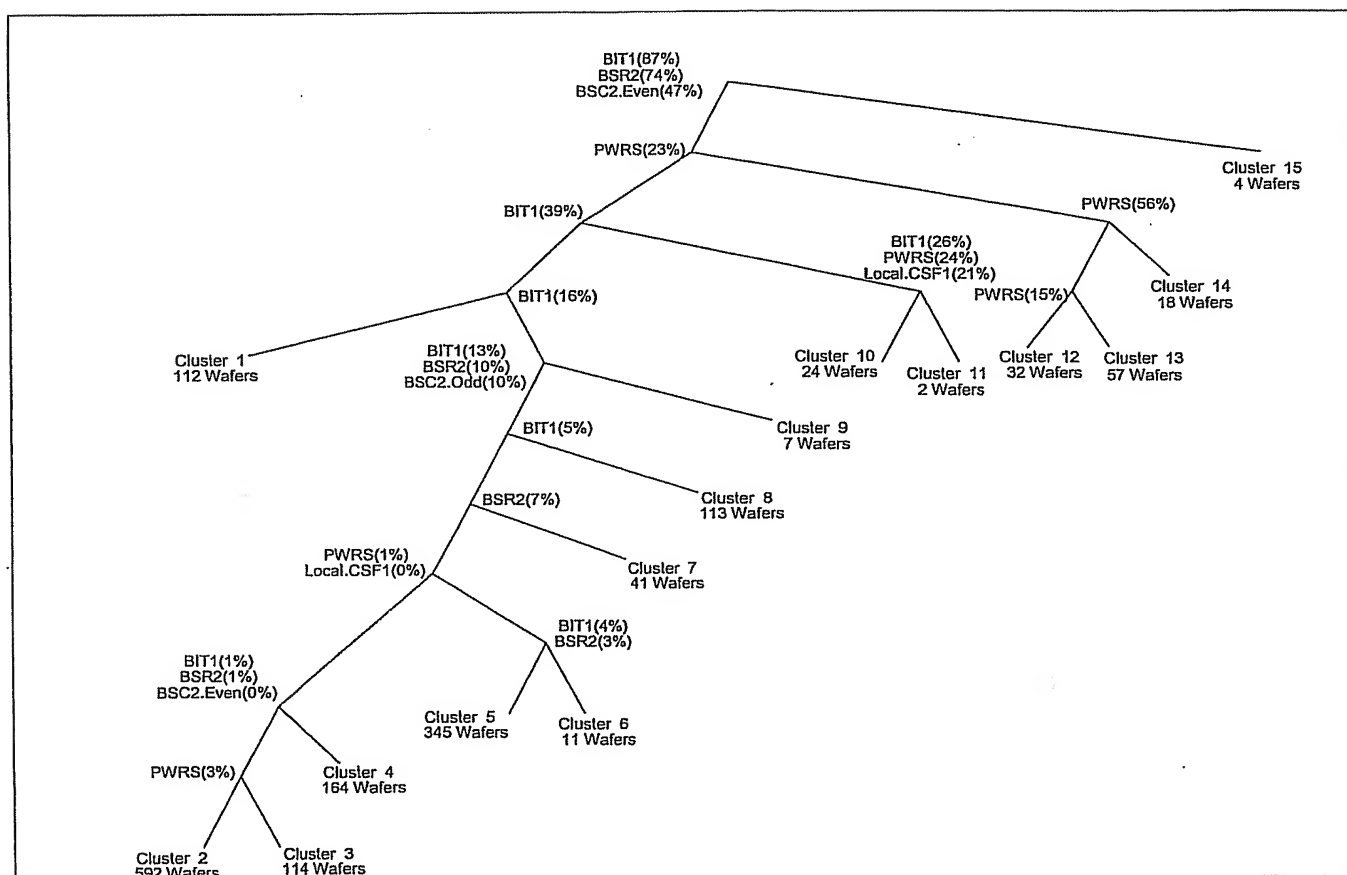 BIT1(87%)
BSR2(74%)
BSC2.Even(47%)
PWRS(23%)
Cluster 15
4 Wafers
PWRS(56%)
BIT1(39%)
BIT1(26%)
PWRS(24%)
Local.CSF1(21%)
Cluster 14
18 Wafers
PWRS(15%)
BIT1(16%)
Cluster 1
112 Wafers
BIT1(13%)
BSR2(10%)
BSC2.Odd(10%)
Cluster 10
24 Wafers
Cluster 11
2 Wafers
Cluster 12
32 Wafers
Cluster 13
57 Wafers
Cluster 9
7 Wafers
BIT1(5%)
Cluster 8
113 Wafers
BSR2(7%)
Cluster 7
41 Wafers
PWRS(1%)
Local.CSF1(0%)
BIT1(4%)
BSR2(3%)
BIT1(1%)
BSR2(1%)
BSC2.Even(0%)
Cluster 5
345 Wafers
Cluster 6
11 Wafers
PWRS(3%)
Cluster 4
164 Wafers
Cluster 2
592 Wafers
Cluster 3
114 Wafers